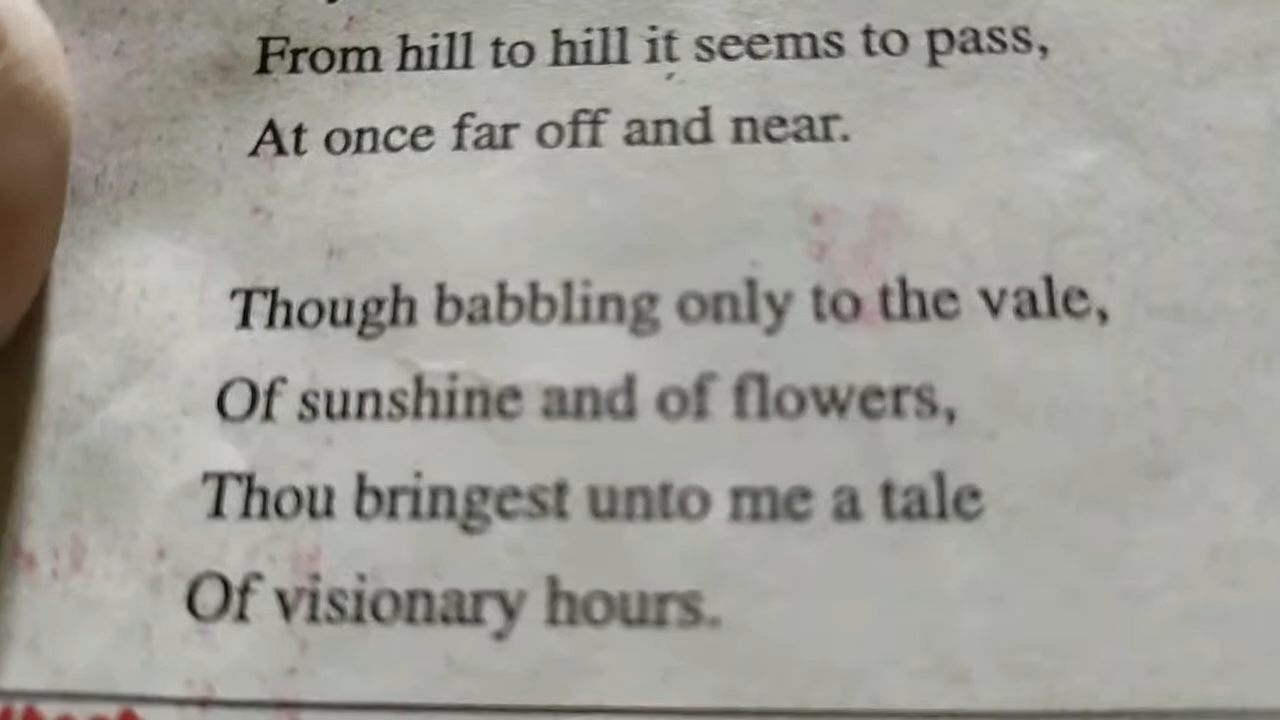 From hill to hill it seems to pass,
At once far off and near.
Though babbling only to the vale,
Of sunshine and of flowers,
Thou bringest unto me a tale
Of visionary hours.